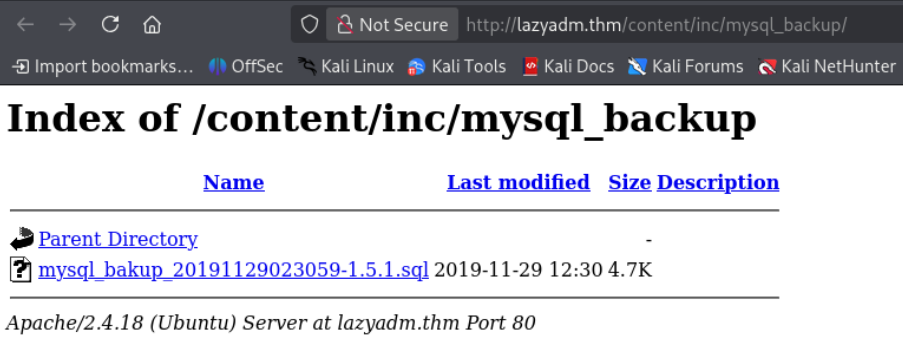 Not Secure http://lazyadm.thm/content/inc/mysql_backup/
Import bookmarks... OffSec Kali Linux Kali Tools Kali Docs Kali Forums Kali NetHunter
Index of /content/inc/mysql_backup
Name Last modified Size Description
Parent Directory -
mysql_bakup_20191129023059-1.5.1.sql 2019-11-29 12:30 4.7K
Apache/2.4.18 (Ubuntu) Server at lazyadm.thm Port 80